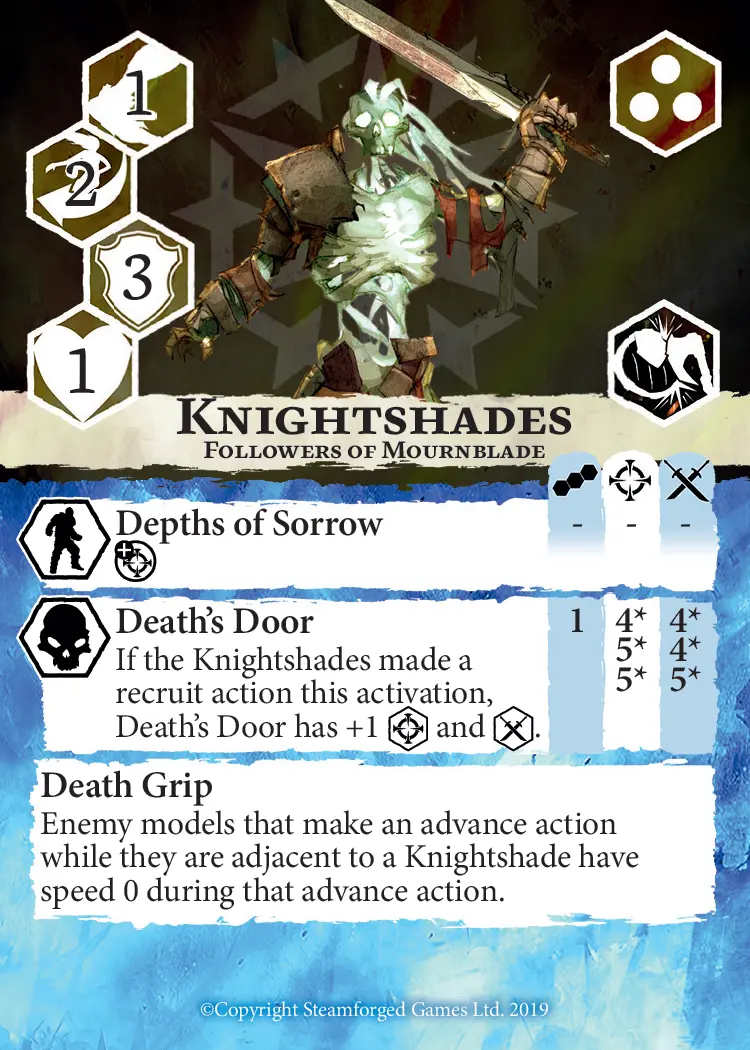 1
2
3
1
KNIGHTSHADES
FOLLOWERS OF MOURNBLADE
Depths of Sorrow
- - -
Death's Door 1 4* 4*
If the Knightshades made a 5* 4*
recruit action this activation, 5* 5*
Death's Door has +1 and .
Death Grip
Enemy models that make an advance action
while they are adjacent to a Knightshade have
speed 0 during that advance action.
©Copyright Steamforged Games Ltd. 2019